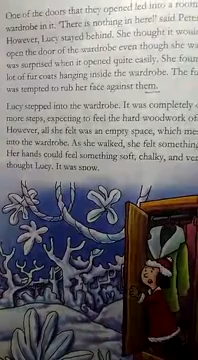 One of the doors that they opened led into a room
wardrobe in it. 'There is nothing in here!' said Pete
However, Lucy stayed behind. She thought it woul
open the door of the wardrobe even though she wa
was surprised when it opened quite easily. She foun
lot of fur coats hanging inside the wardrobe. The fu
was tempted to rub her face against them.
Lucy stepped into the wardrobe. It was completely
more steps, expecting to feel the hard woodwork of
However, all she felt was an empty space, which me
into the wardrobe. As she walked, she felt somethin
Her hands could feel something soft, chalky, and ver
thought Lucy. It was snow.